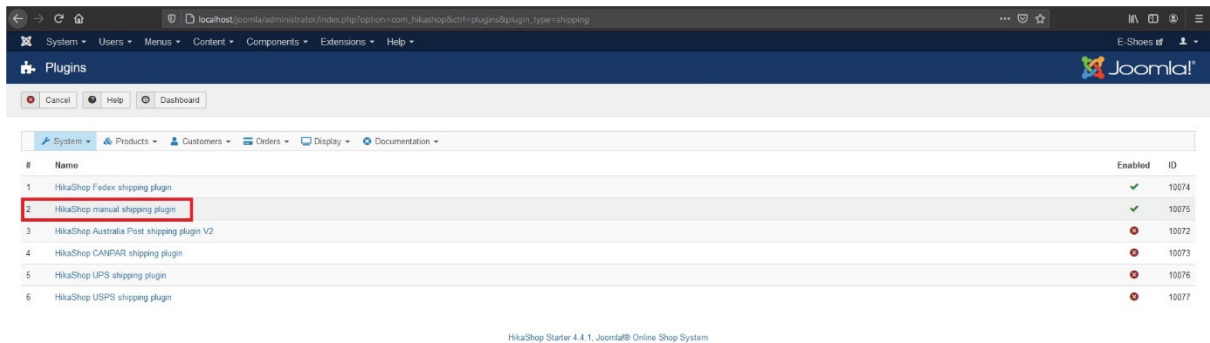 localhost/joomla/administrator/index.php?option=com_hikashop&ctrl=plugins&plugin_type=shipping
System Users Menus Content Components Extensions Help E-Shoes
Plugins Joomla!®
Cancel Help Dashboard
System Products Customers Orders Display Documentation
# Name Enabled ID
1 HikaShop Fedex shipping plugin 10074
2 HikaShop manual shipping plugin 10075
3 HikaShop Australia Post shipping plugin V2 10072
4 HikaShop CANPAR shipping plugin 10073
5 HikaShop UPS shipping plugin 10076
6 HikaShop USPS shipping plugin 10077
HikaShop Starter 4.4.1, Joomla!® Online Shop System